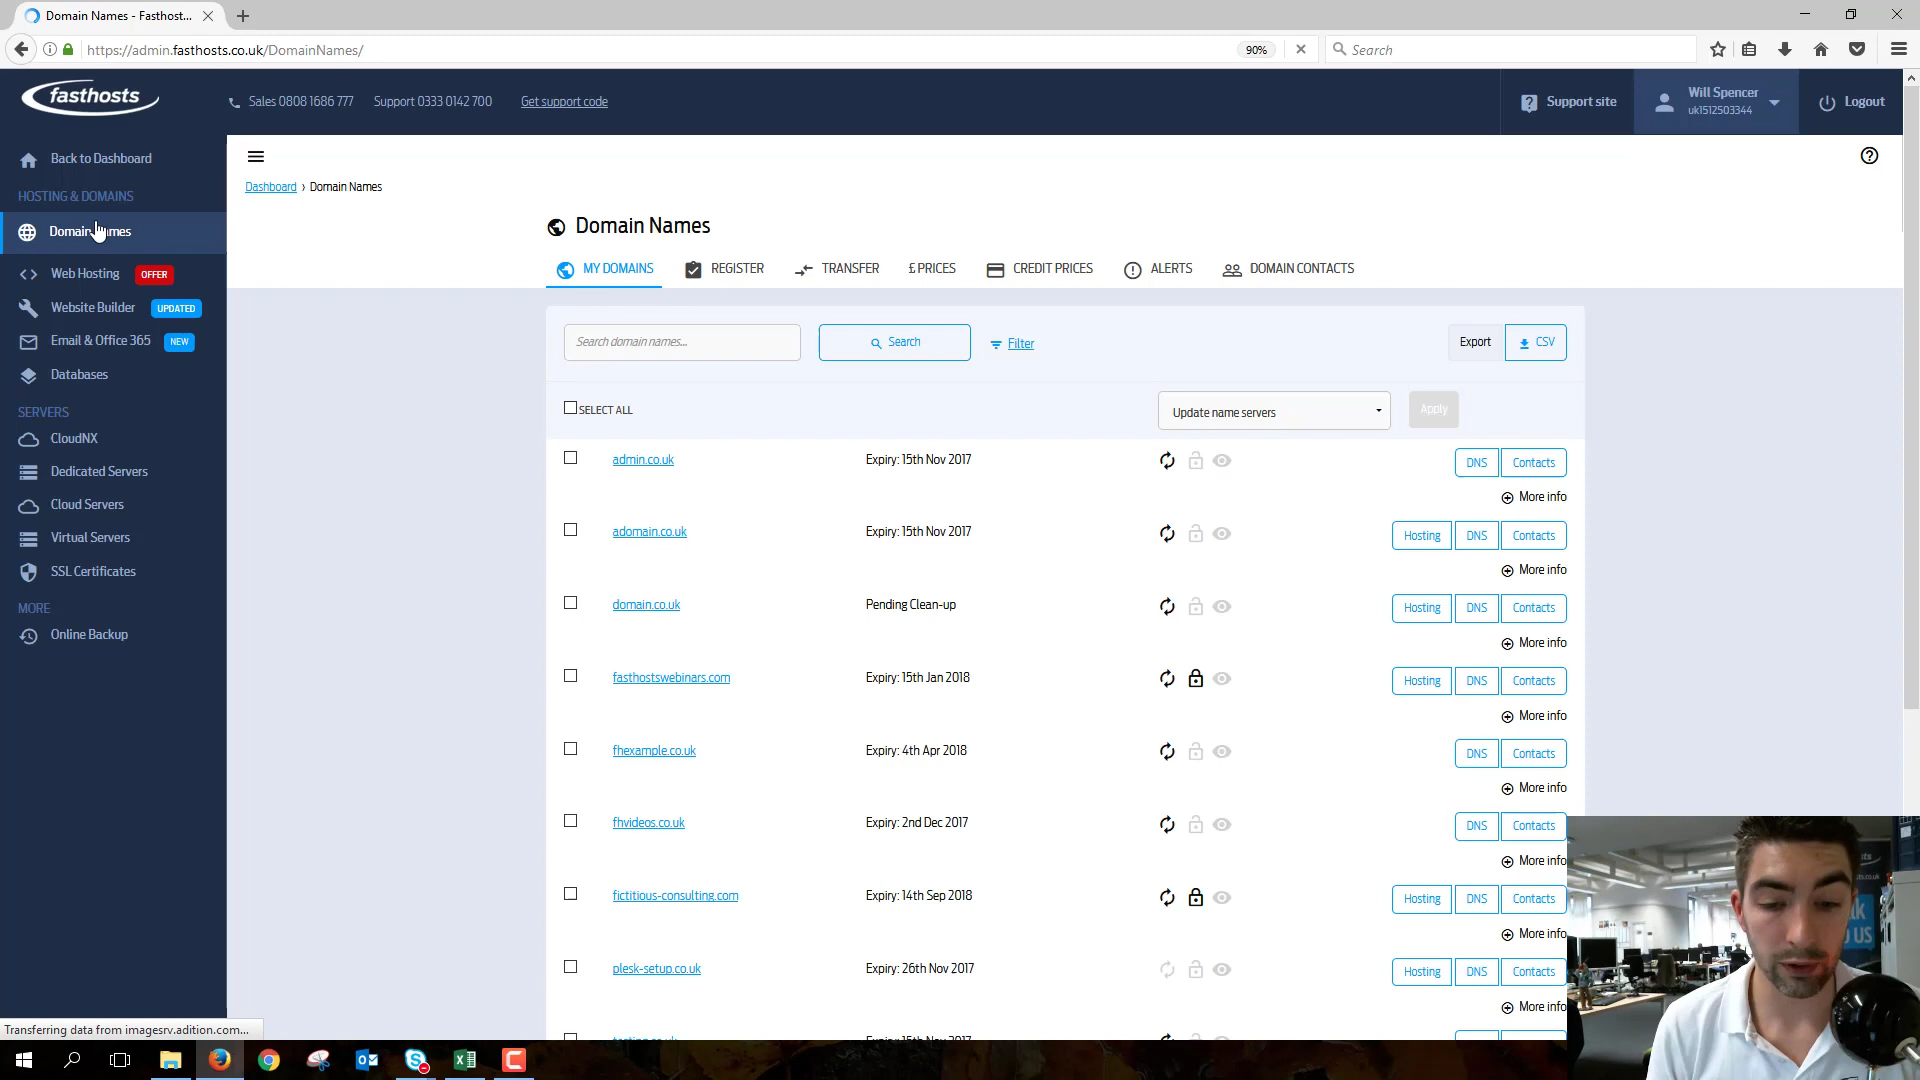 Domain Names - Fasthost...
https://admin.fasthosts.co.uk/DomainNames/
90%
Search
fasthosts
Sales 0808 1686 777
Support 0333 0142 700
Get support code
Support site
Will Spencer
uk1512503344
Logout
Back to Dashboard
HOSTING & DOMAINS
Domain Names
Web Hosting OFFER
Website Builder UPDATED
Email & Office 365 NEW
Databases
SERVERS
CloudNX
Dedicated Servers
Cloud Servers
Virtual Servers
SSL Certificates
MORE
Online Backup
Dashboard › Domain Names
Domain Names
MY DOMAINS REGISTER TRANSFER £ PRICES CREDIT PRICES ALERTS DOMAIN CONTACTS
Search domain names... Search Filter Export CSV
SELECT ALL Update name servers Apply
admin.co.uk Expiry: 15th Nov 2017 DNS Contacts
More info
adomain.co.uk Expiry: 15th Nov 2017 Hosting DNS Contacts
More info
domain.co.uk Pending Clean-up Hosting DNS Contacts
More info
fasthostswebinars.com Expiry: 15th Jan 2018 Hosting DNS Contacts
More info
fhexample.co.uk Expiry: 4th Apr 2018 DNS Contacts
More info
fhvideos.co.uk Expiry: 2nd Dec 2017 DNS Contacts
More info
fictitious-consulting.com Expiry: 14th Sep 2018 Hosting DNS Contacts
More info
plesk-setup.co.uk Expiry: 26th Nov 2017 Hosting DNS Contacts
More info
Transferring data from imagesrv.adition.com...